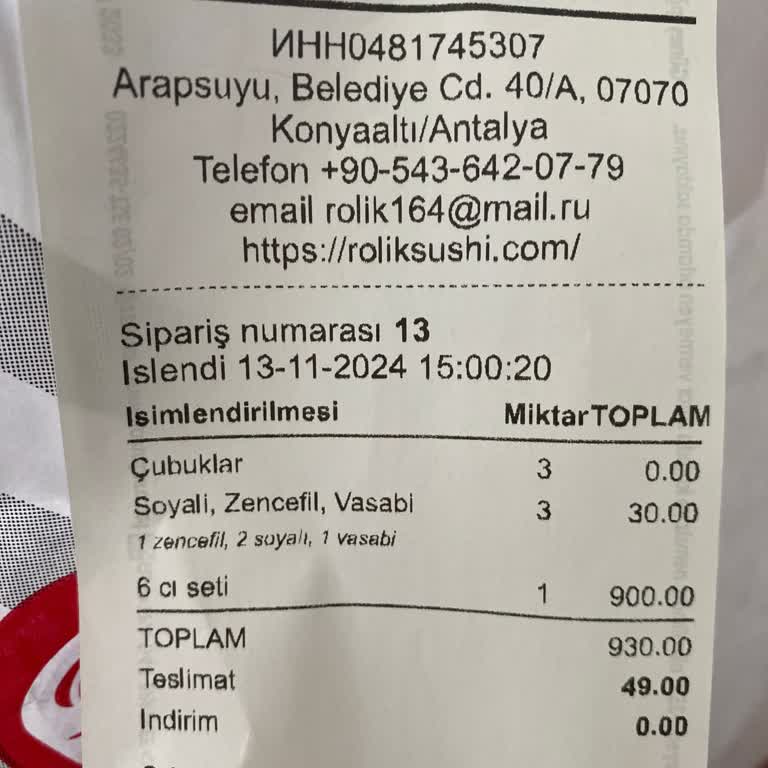 ИНН0481745307
Arapsuyu, Belediye Cd. 40/A, 07070
Konyaaltı/Antalya
Telefon +90-543-642-07-79
email rolik164@mail.ru
https://roliksushi.com/
Sipariş numarası 13
Islendi 13-11-2024 15:00:20
Isimlendirilmesi Miktar TOPLAM
Çubuklar 3 0.00
Soyali, Zencefil, Vasabi 3 30.00
1 zencefil, 2 soyalı, 1 vasabi
6 cı seti 1 900.00
TOPLAM 930.00
Teslimat 49.00
Indirim 0.00